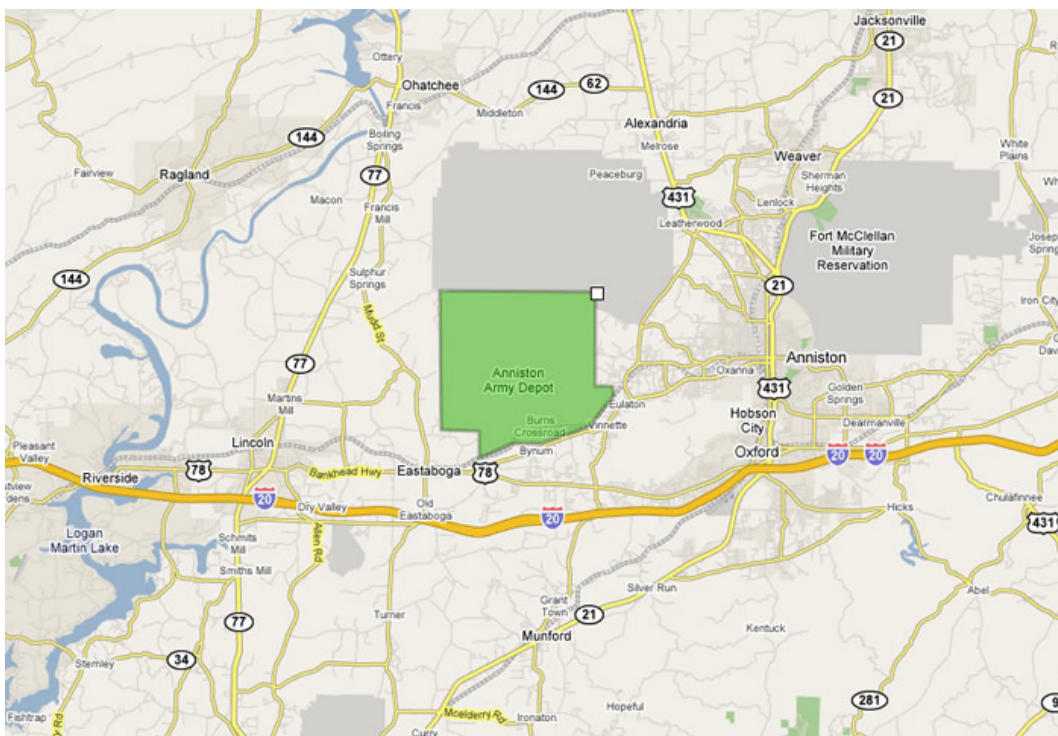 Jacksonville
21
Ottery
Ohatchee
144
62
Middleton
Francis
21
Alexandria
Melrose
Boiling
Springs
144
Weaver
White
Plains
Fairview
Ragland
77
Peaceburg
Sherman
Heights
Macon
Francis
Mill
431
Lenlock
Leatherwood
Fort McClellan
Military
Reservation
Sulphur
Springs
144
21
Iron City
Mudd St
77
Anniston
Army Depot
Oxanna
Anniston
431
Golden
Springs
Martins
Mill
Eulaton
Burns
Crossroad
Vinnette
Hobson
City
Dearmanville
Lincoln
Bynum
Oxford
20
20
Pleasant
Valley
Riverside
78
Bankhead Hwy
Eastaboga
78
20
Dry Valley
Old
Eastaboga
20
Chulafinnee
431
Hicks
Logan
Martin Lake
Schmits
Mill
Allen Rd
Smiths Mill
Silver Run
Abel
Grant
Town
77
Turner
21
Munford
Kentuck
Stemley
34
281
Fishtrap
Mcelderry Rd
Ironaton
Hopeful
Curry